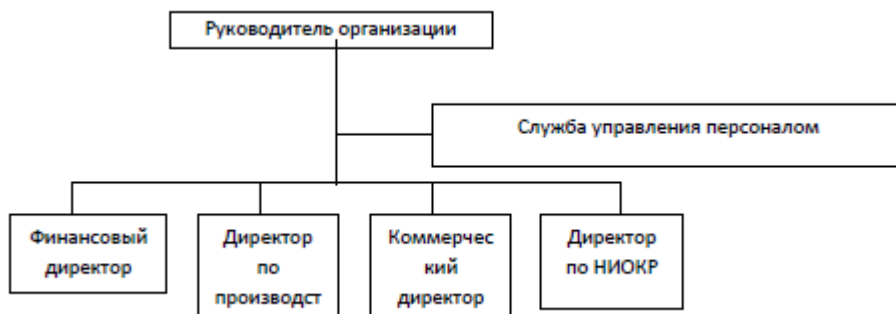 Руководитель организации
Служба управления персоналом
Финансовый
директор
Директор
по
производст
Коммерчес
кий
директор
Директор
по НИОКР